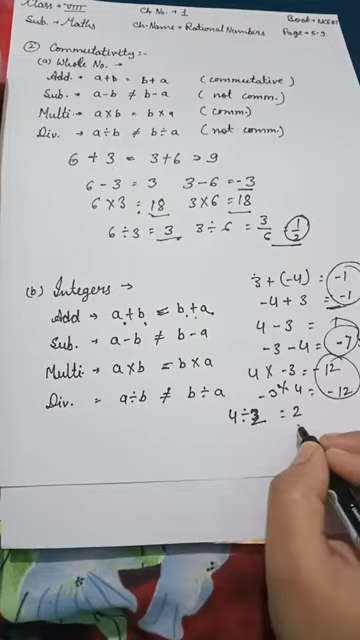 Class - VIII
Ch No. : 1
Book = NCERT
Sub. → Maths
Ch-Name = Rational Numbers
Page = 5-9
② Commutativity :-
(a) Whole No. →
Add. → a+b = b+a (commutative)
Sub. → a-b ≠ b-a (not comm.)
Multi → a×b = b×a (comm.)
Div. → a÷b ≠ b÷a (not comm.)
6 + 3 = 3+6 = 9
6-3 = 3 3-6 = -3
6×3 = 18 3×6 = 18
6÷3 = 3 3÷6 = 3/6 = 1/2
(b) Integers →
3+(-4) = -1
-4+3 = -1
Add → a+b = b+a
4-3 = 1
Sub. → a-b ≠ b-a
-3-4 = -7
Multi → a×b = b×a
4 × -3 = -12
-3 × 4 = -12
Div. = a÷b ≠ b÷a
4÷2 = 2